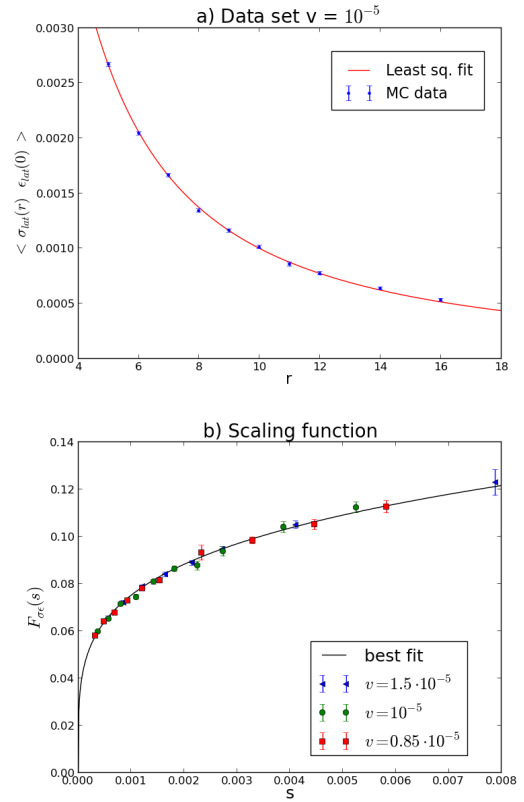 a) Data set v = 10⁻⁵
0.0030
0.0025
0.0020
0.0015
0.0010
0.0005
0.0000
< σ_lat(r) ϵ_lat(0) >
Least sq. fit
MC data
4 6 8 10 12 14 16 18
r
b) Scaling function
0.14
0.12
0.10
0.08
0.06
0.04
0.02
0.00
F_σϵ(s)
best fit
v=1.5·10⁻⁵
v=10⁻⁵
v=0.85·10⁻⁵
0.000 0.001 0.002 0.003 0.004 0.005 0.006 0.007 0.008
s